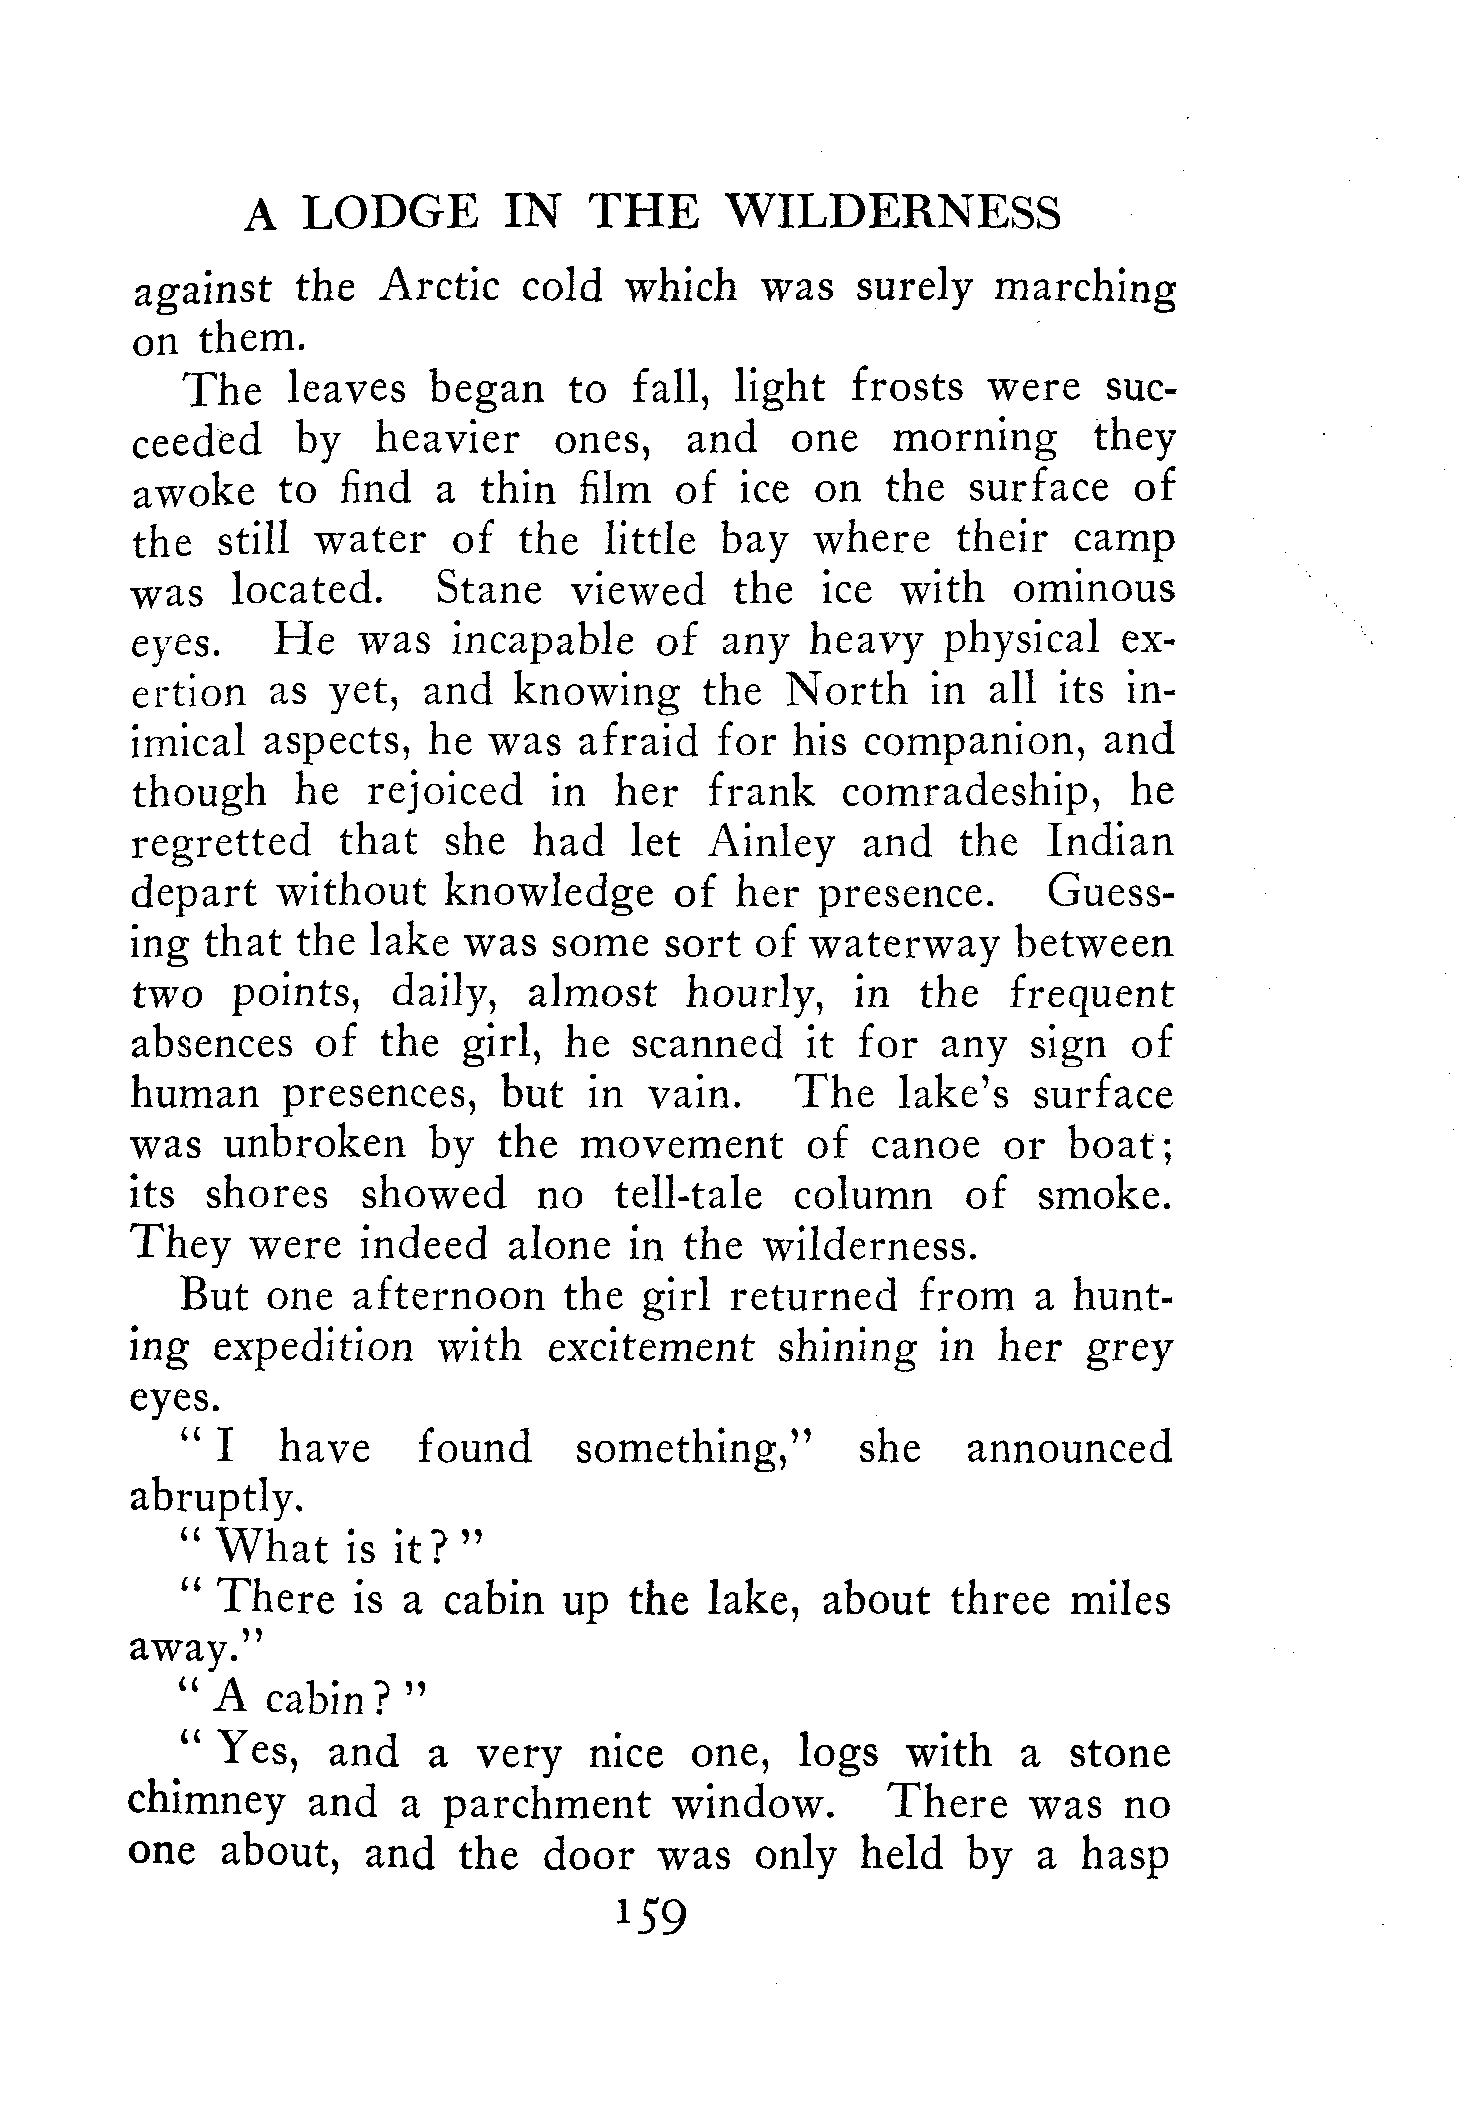 A LODGE IN THE WILDERNESS
against the Arctic cold which was surely marching
on them.
The leaves began to fall, light frosts were suc-
ceeded by heavier ones, and one morning they
awoke to find a thin film of ice on the surface of
the still water of the little bay where their camp
was located. Stane viewed the ice with ominous
eyes. He was incapable of any heavy physical ex-
ertion as yet, and knowing the North in all its in-
imical aspects, he was afraid for his companion, and
though he rejoiced in her frank comradeship, he
regretted that she had let Ainley and the Indian
depart without knowledge of her presence. Guess-
ing that the lake was some sort of waterway between
two points, daily, almost hourly, in the frequent
absences of the girl, he scanned it for any sign of
human presences, but in vain. The lake's surface
was unbroken by the movement of canoe or boat;
its shores showed no tell-tale column of smoke.
They were indeed alone in the wilderness.
But one afternoon the girl returned from a hunt-
ing expedition with excitement shining in her grey
eyes.
" I have found something," she announced
abruptly.
" What is it? "
" There is a cabin up the lake, about three miles
away."
" A cabin? "
" Yes, and a very nice one, logs with a stone
chimney and a parchment window. There was no
one about, and the door was only held by a hasp
159